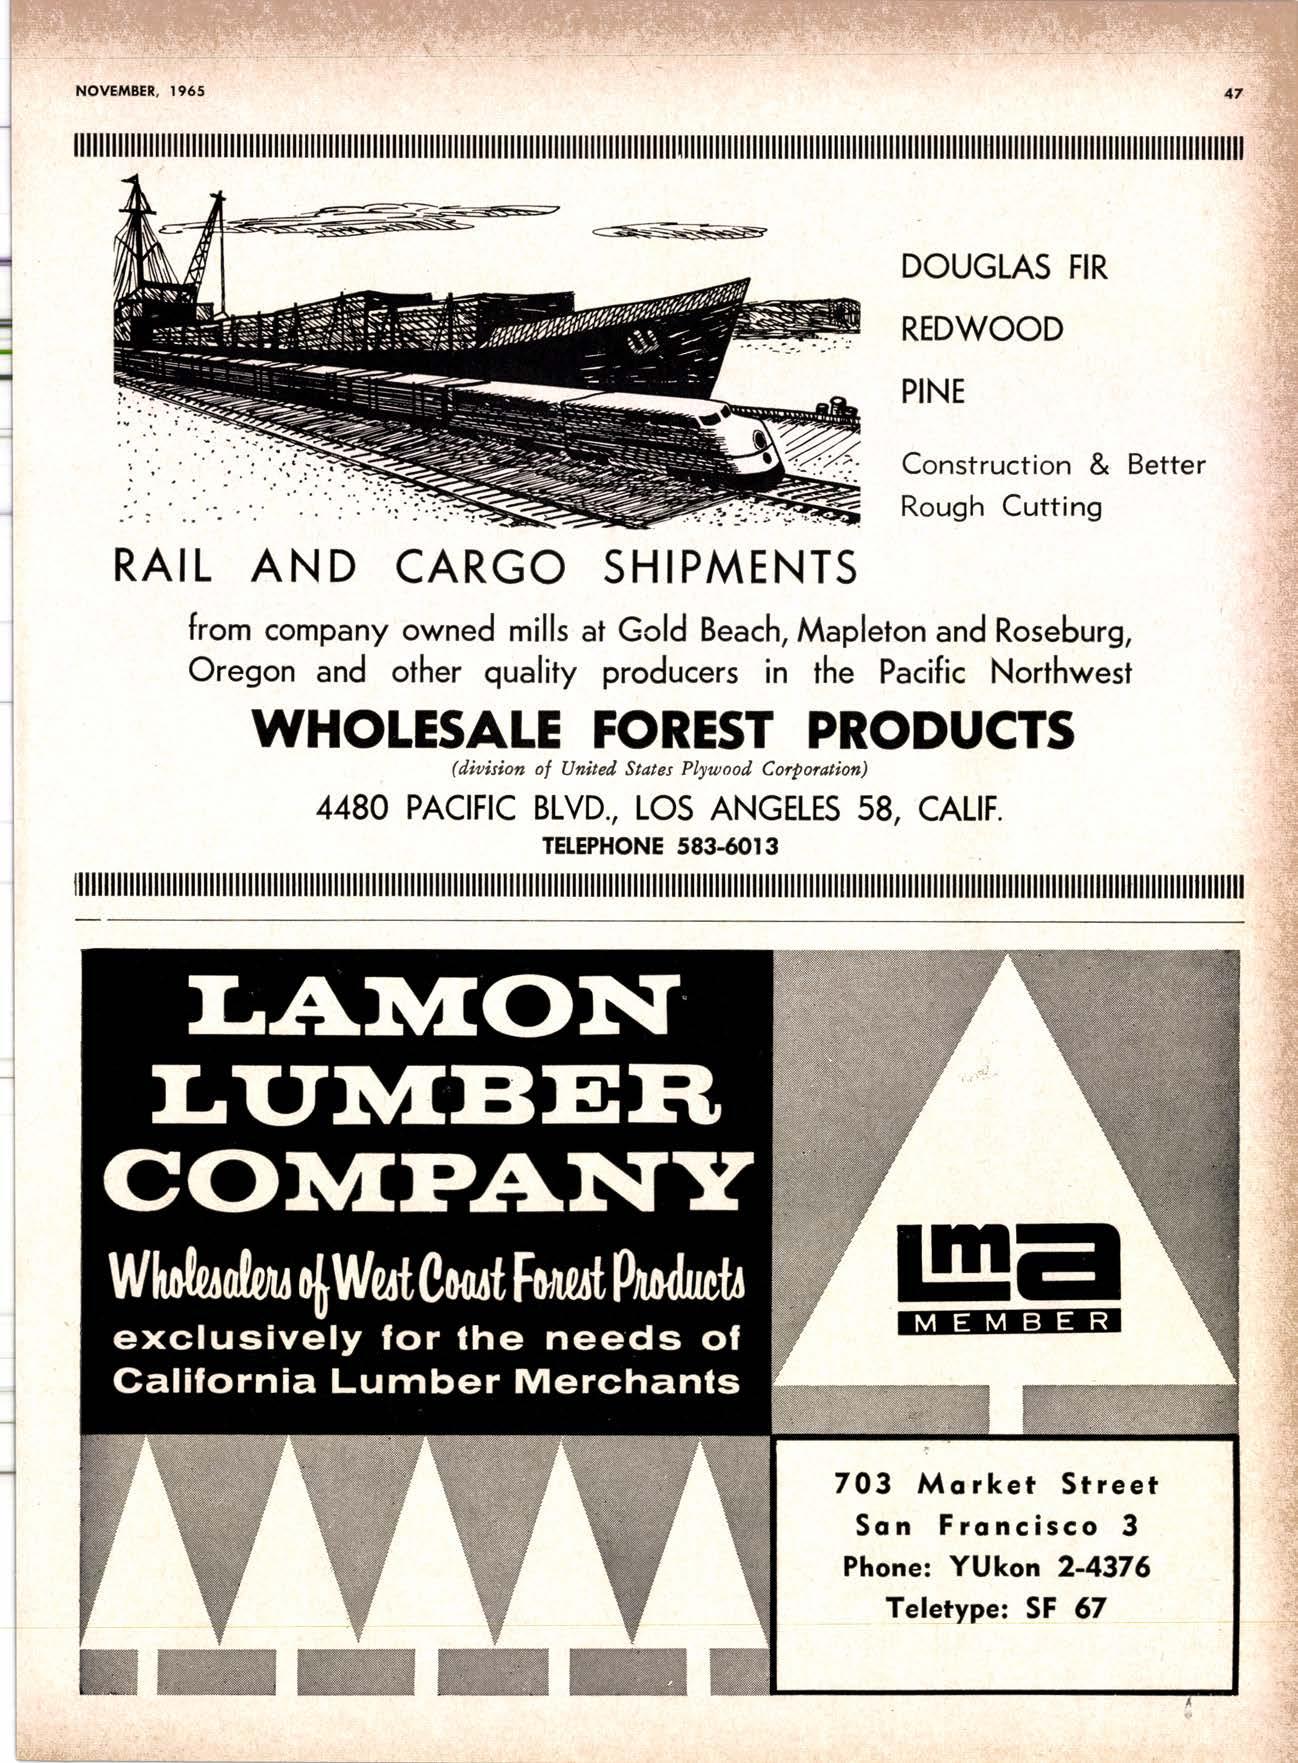 NOVEMBER, 1965
47
DOUGLAS FIR
REDWOOD
PINE
Construction & Better
Rough Cutting
RAIL AND CARGO SHIPMENTS
from company owned mills at Gold Beach, Mapleton and Roseburg,
Oregon and other quality producers in the Pacific Northwest
WHOLESALE FOREST PRODUCTS
(division of United States Plywood Corporation)
4480 PACIFIC BLVD., LOS ANGELES 58, CALIF.
TELEPHONE 583-6013
LAMON
LUMBER
COMPANY
Wholesalers of West Coast Forest Products
exclusively for the needs of
California Lumber Merchants
Lma
MEMBER
703 Market Street
San Francisco 3
Phone: YUkon 2-4376
Teletype: SF 67